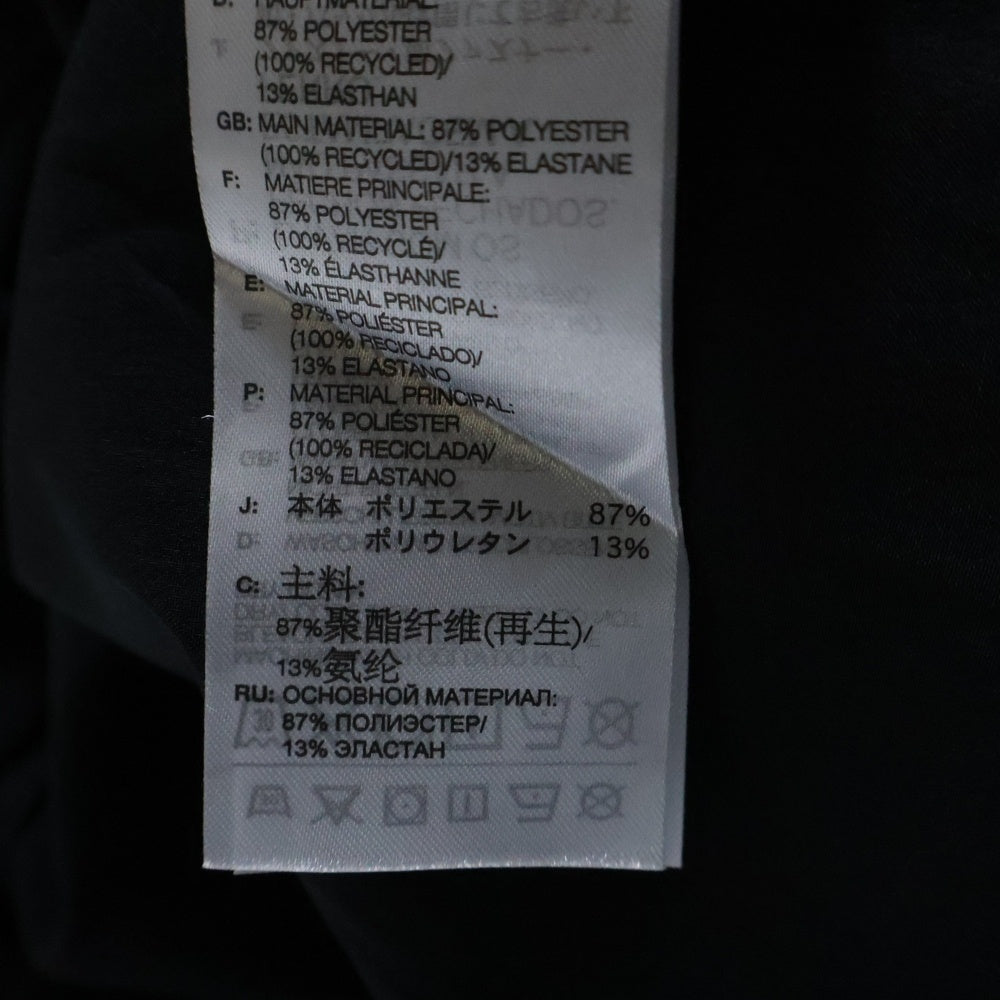 D: HAUPTMATERIAL:
87% POLYESTER
(100% RECYCLED)/
13% ELASTHAN
GB: MAIN MATERIAL: 87% POLYESTER
(100% RECYCLED)/13% ELASTANE
F: MATIERE PRINCIPALE:
87% POLYESTER
(100% RECYCLÉ)/
13% ÉLASTHANNE
E: MATERIAL PRINCIPAL:
87% POLIÉSTER
(100% RECICLADO)/
13% ELASTANO
P: MATERIAL PRINCIPAL:
87% POLIÉSTER
(100% RECICLADA)/
13% ELASTANO
J: 本体 ポリエステル 87%
ポリウレタン 13%
C: 主料:
87%聚酯纤维(再生)/
13%氨纶
RU: ОСНОВНОЙ МАТЕРИАЛ:
87% ПОЛИЭСТЕР/
13% ЭЛАСТАН